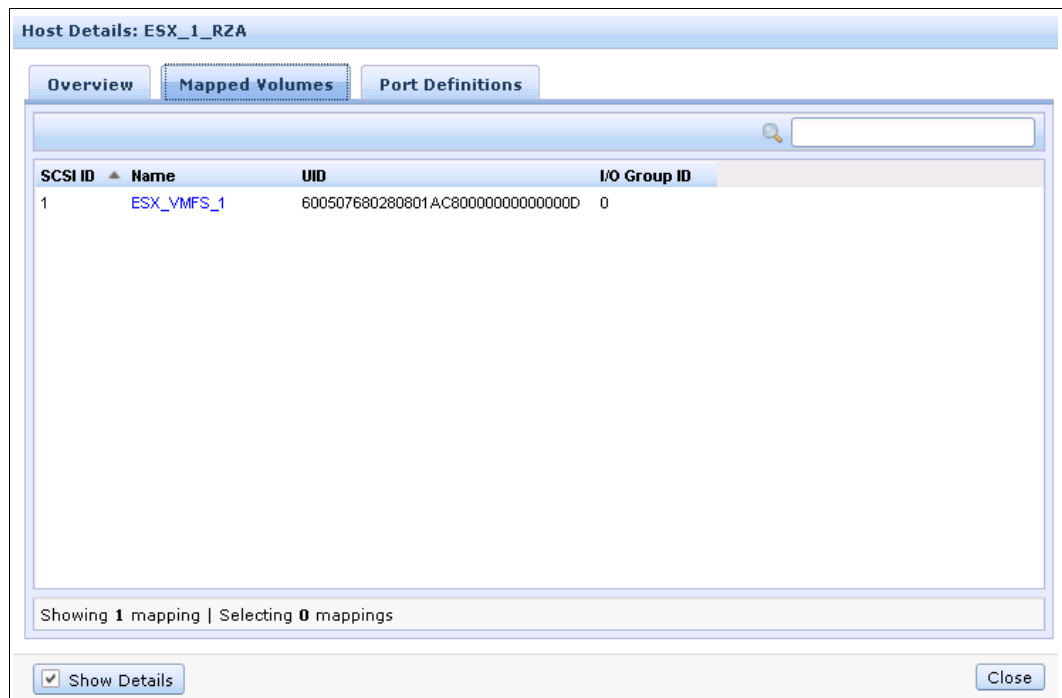 Host Details: ESX_1_RZA
Overview Mapped Volumes Port Definitions
SCSI ID Name UID I/O Group ID
1 ESX_VMFS_1 600507680280801AC80000000000000D 0
Showing 1 mapping | Selecting 0 mappings
Show Details Close